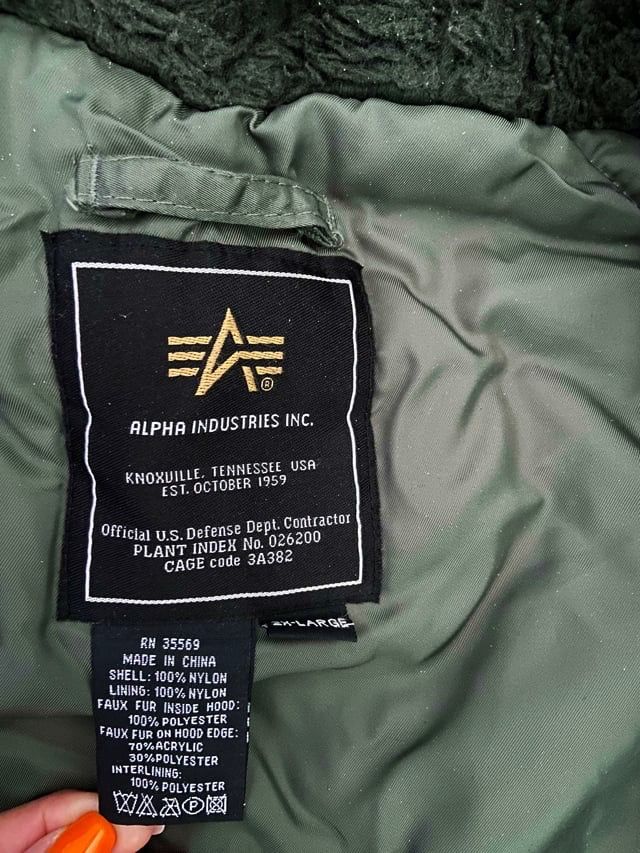 ®
ALPHA INDUSTRIES INC.
KNOXVILLE, TENNESSEE USA
EST. OCTOBER 1959
Official U.S. Defense Dept. Contractor
PLANT INDEX No. 026200
CAGE code 3A382
2X-LARGE
RN 35569
MADE IN CHINA
SHELL: 100% NYLON
LINING: 100% NYLON
FAUX FUR INSIDE HOOD:
100% POLYESTER
FAUX FUR ON HOOD EDGE:
70% ACRYLIC
30% POLYESTER
INTERLINING:
100% POLYESTER